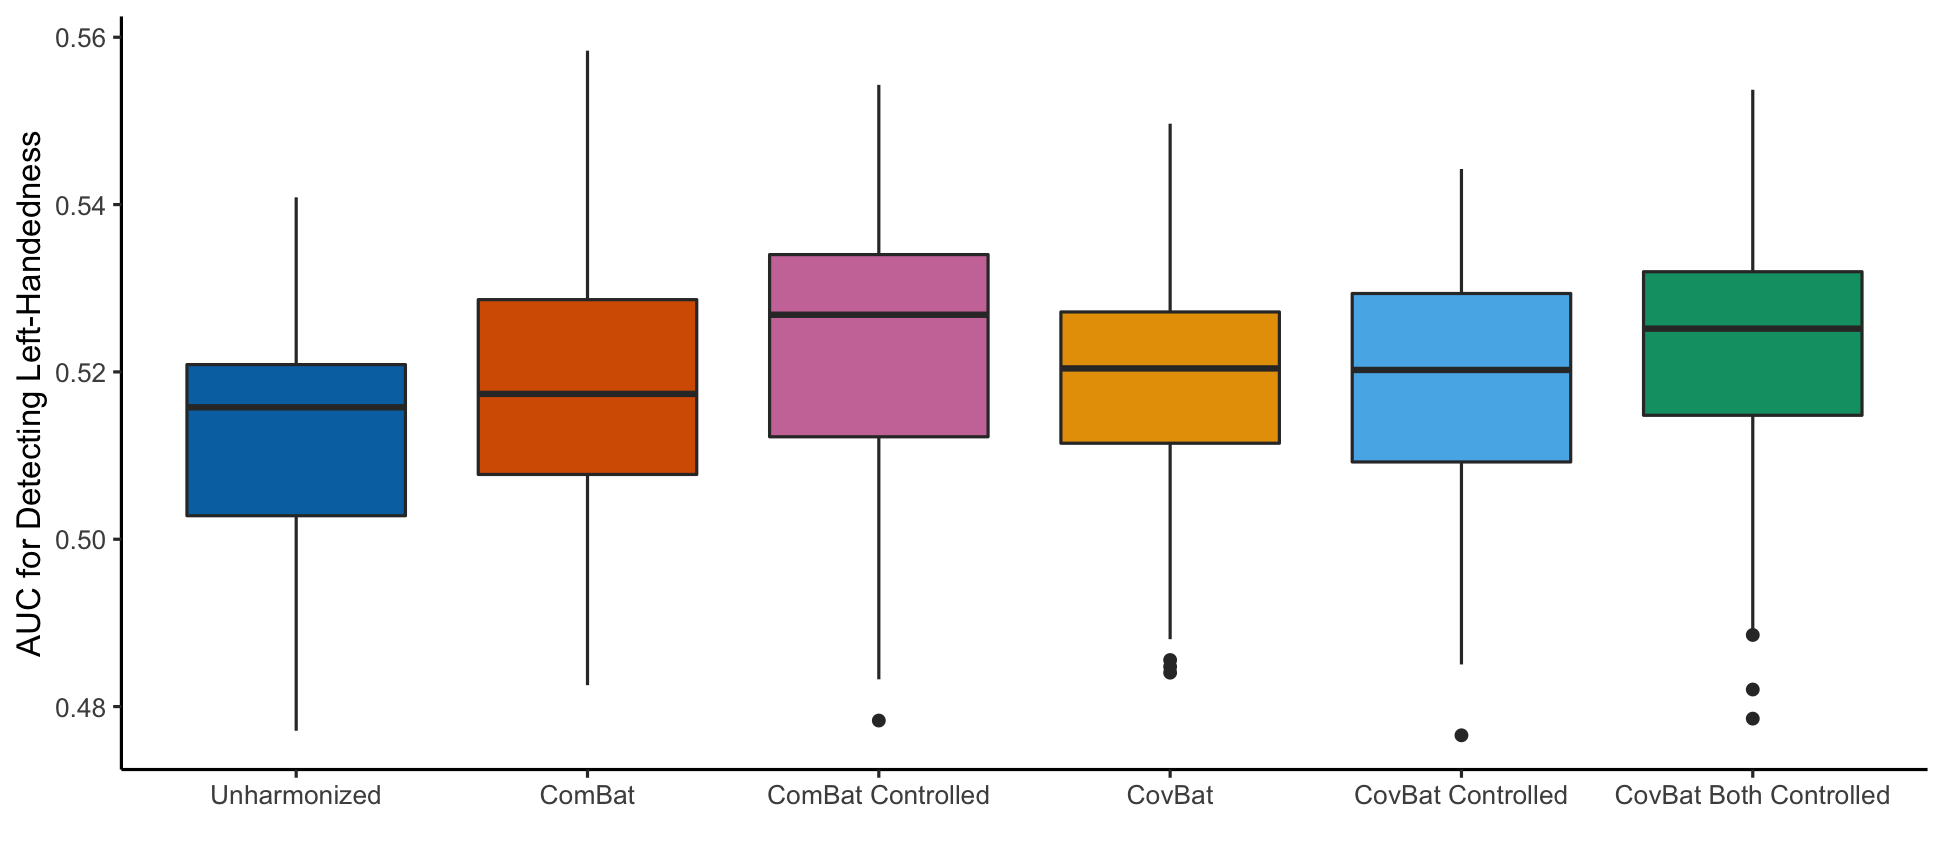 AUC for Detecting Left-Handedness
0.56
0.54
0.52
0.50
0.48
Unharmonized
ComBat
ComBat Controlled
CovBat
CovBat Controlled
CovBat Both Controlled